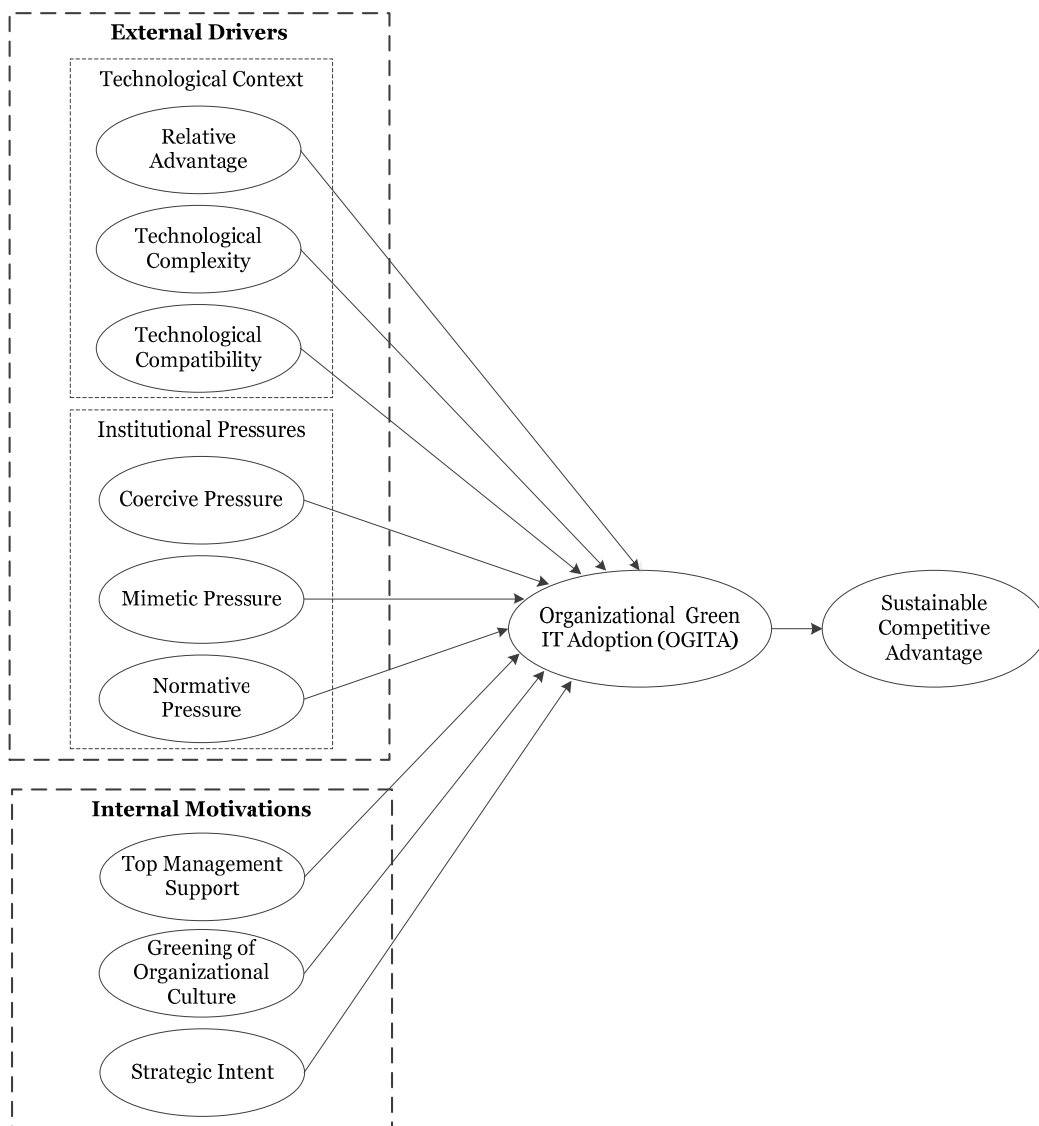 External Drivers
Technological Context
Relative
Advantage
Technological
Complexity
Technological
Compatibility
Institutional Pressures
Coercive Pressure
Mimetic Pressure
Normative
Pressure
Organizational Green
IT Adoption (OGITA)
Sustainable
Competitive
Advantage
Internal Motivations
Top Management
Support
Greening of
Organizational
Culture
Strategic Intent